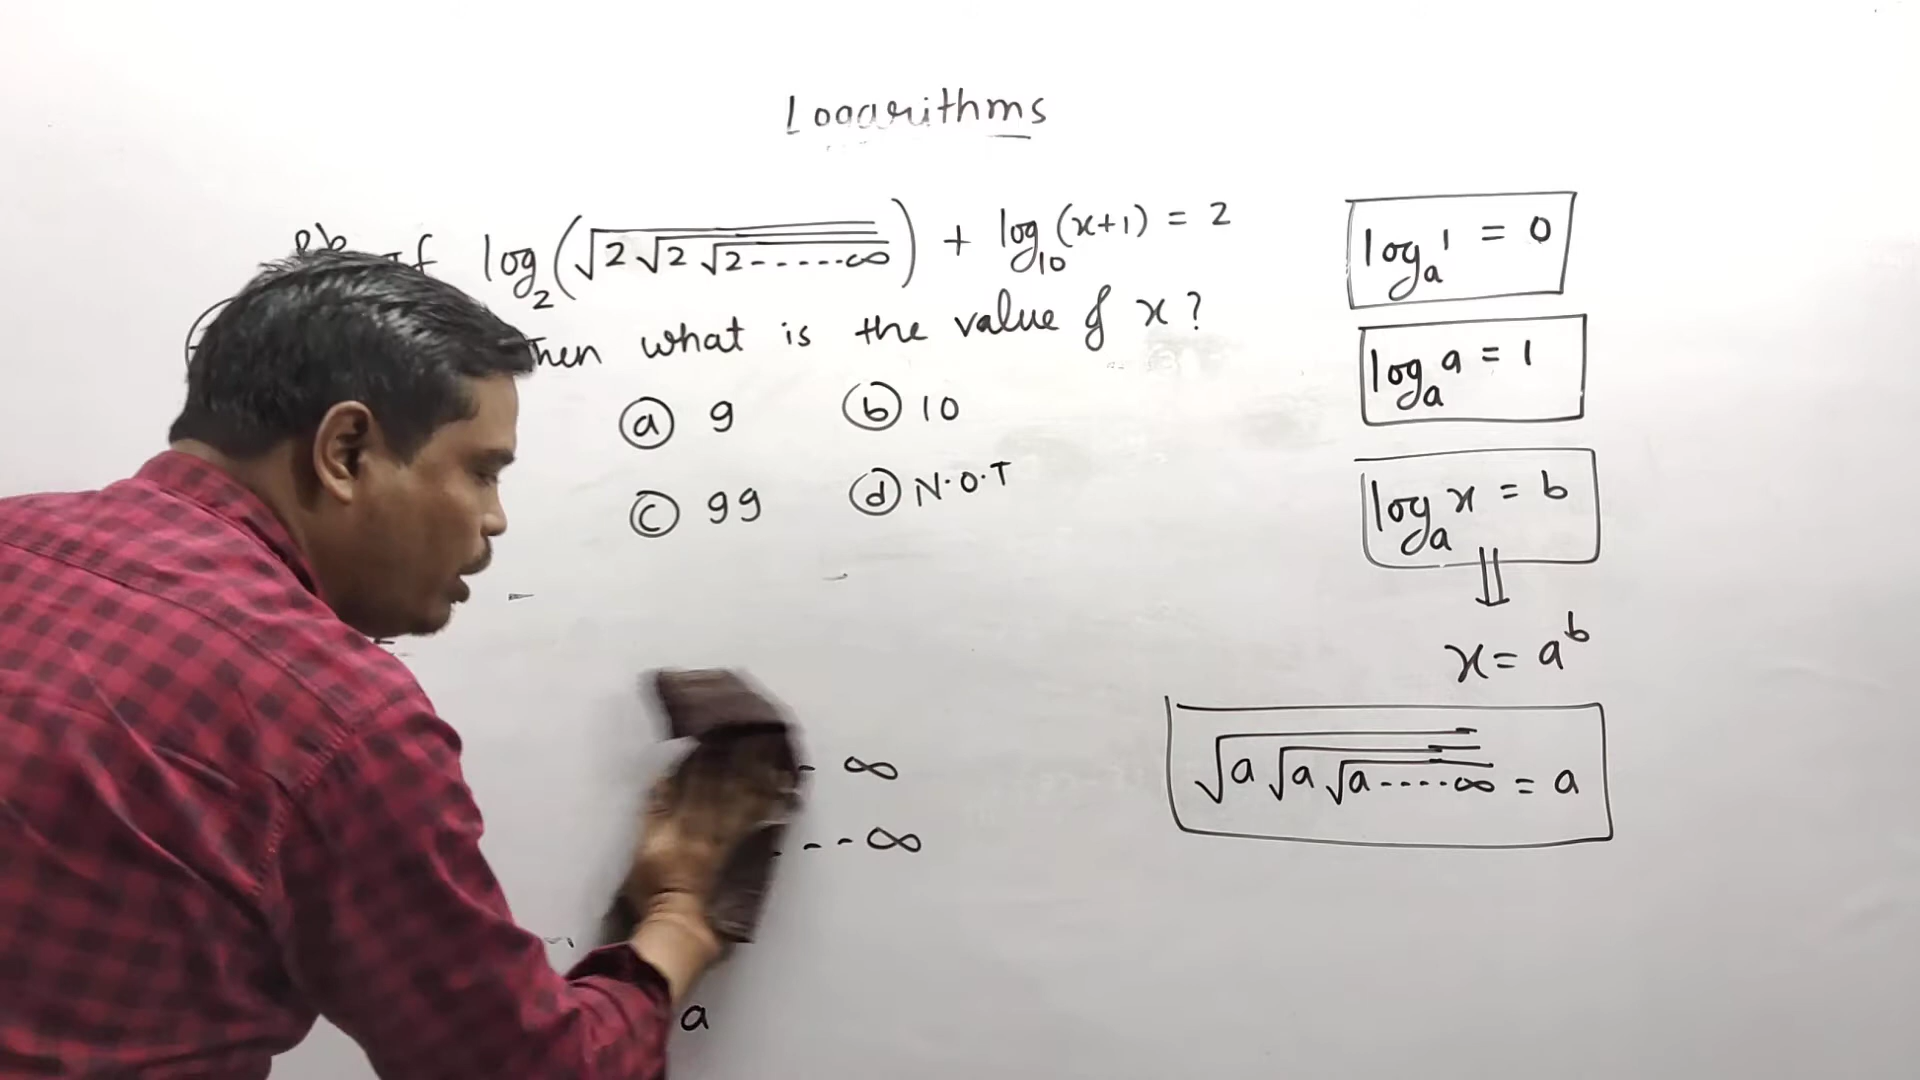 Logarithms
Pb If log₂(√2√2√2-----∞) + log₁₀(x+1) = 2
Then what is the value of x?
ⓐ 9 ⓑ 10
ⓒ 99 ⓓ N.O.T
- ∞
---∞
a
logₐ1 = 0
logₐa = 1
logₐx = b
⇓
x = aᵇ
√a√a√a----∞ = a